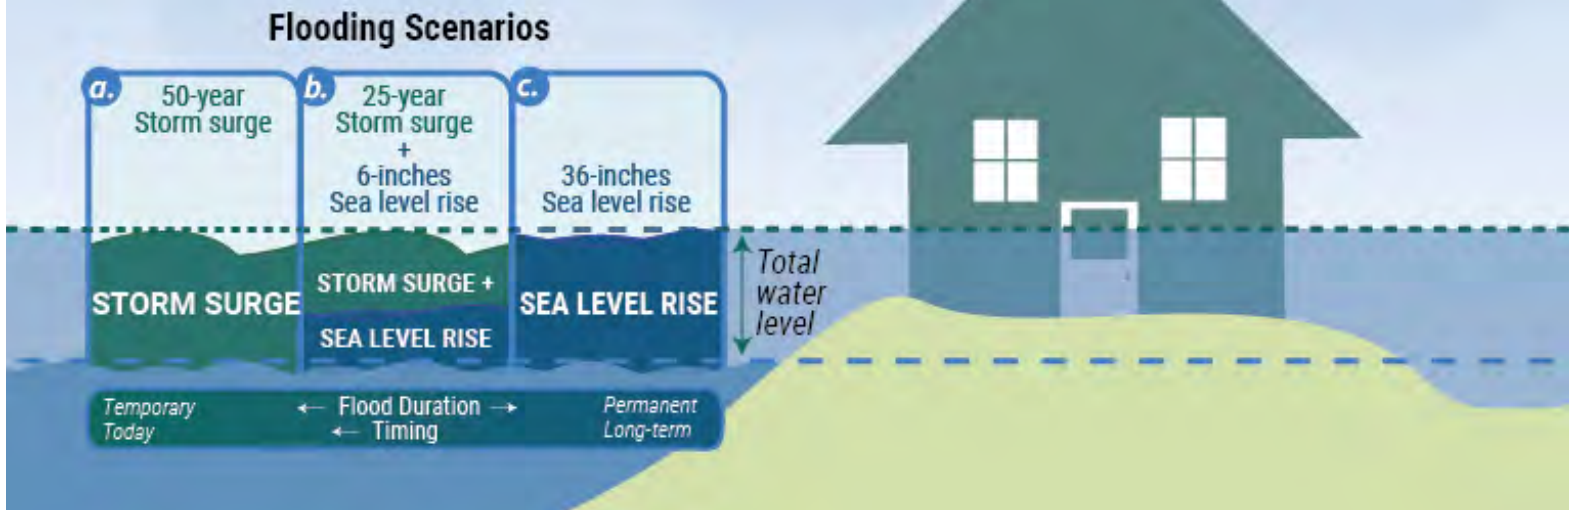 Flooding Scenarios
a.
50-year
Storm surge
b.
25-year
Storm surge
+
6-inches
Sea level rise
c.
36-inches
Sea level rise
STORM SURGE
STORM SURGE +
SEA LEVEL RISE
SEA LEVEL RISE
Total
water
level
Temporary
Today
← Flood Duration →
← Timing
Permanent
Long-term